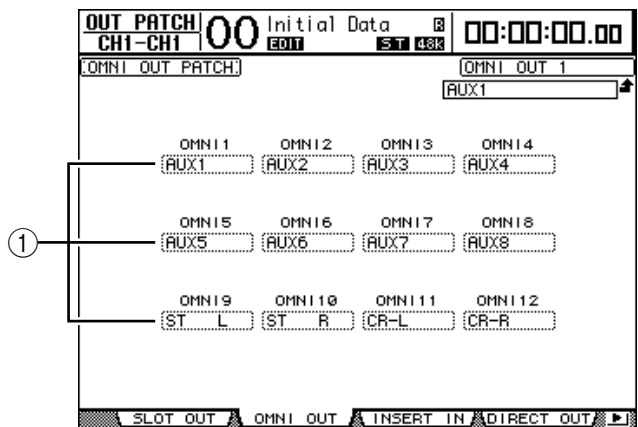 OUT PATCH
CH1-CH1
00 Initial Data R
EDIT ST 48k
00:00:00.00
OMNI OUT PATCH
OMNI OUT 1
AUX1
OMNI1 OMNI2 OMNI3 OMNI4
AUX1 AUX2 AUX3 AUX4
1
OMNI5 OMNI6 OMNI7 OMNI8
AUX5 AUX6 AUX7 AUX8
OMNI9 OMNI10 OMNI11 OMNI12
ST L ST R CR-L CR-R
SLOT OUT OMNI OUT INSERT IN DIRECT OUT